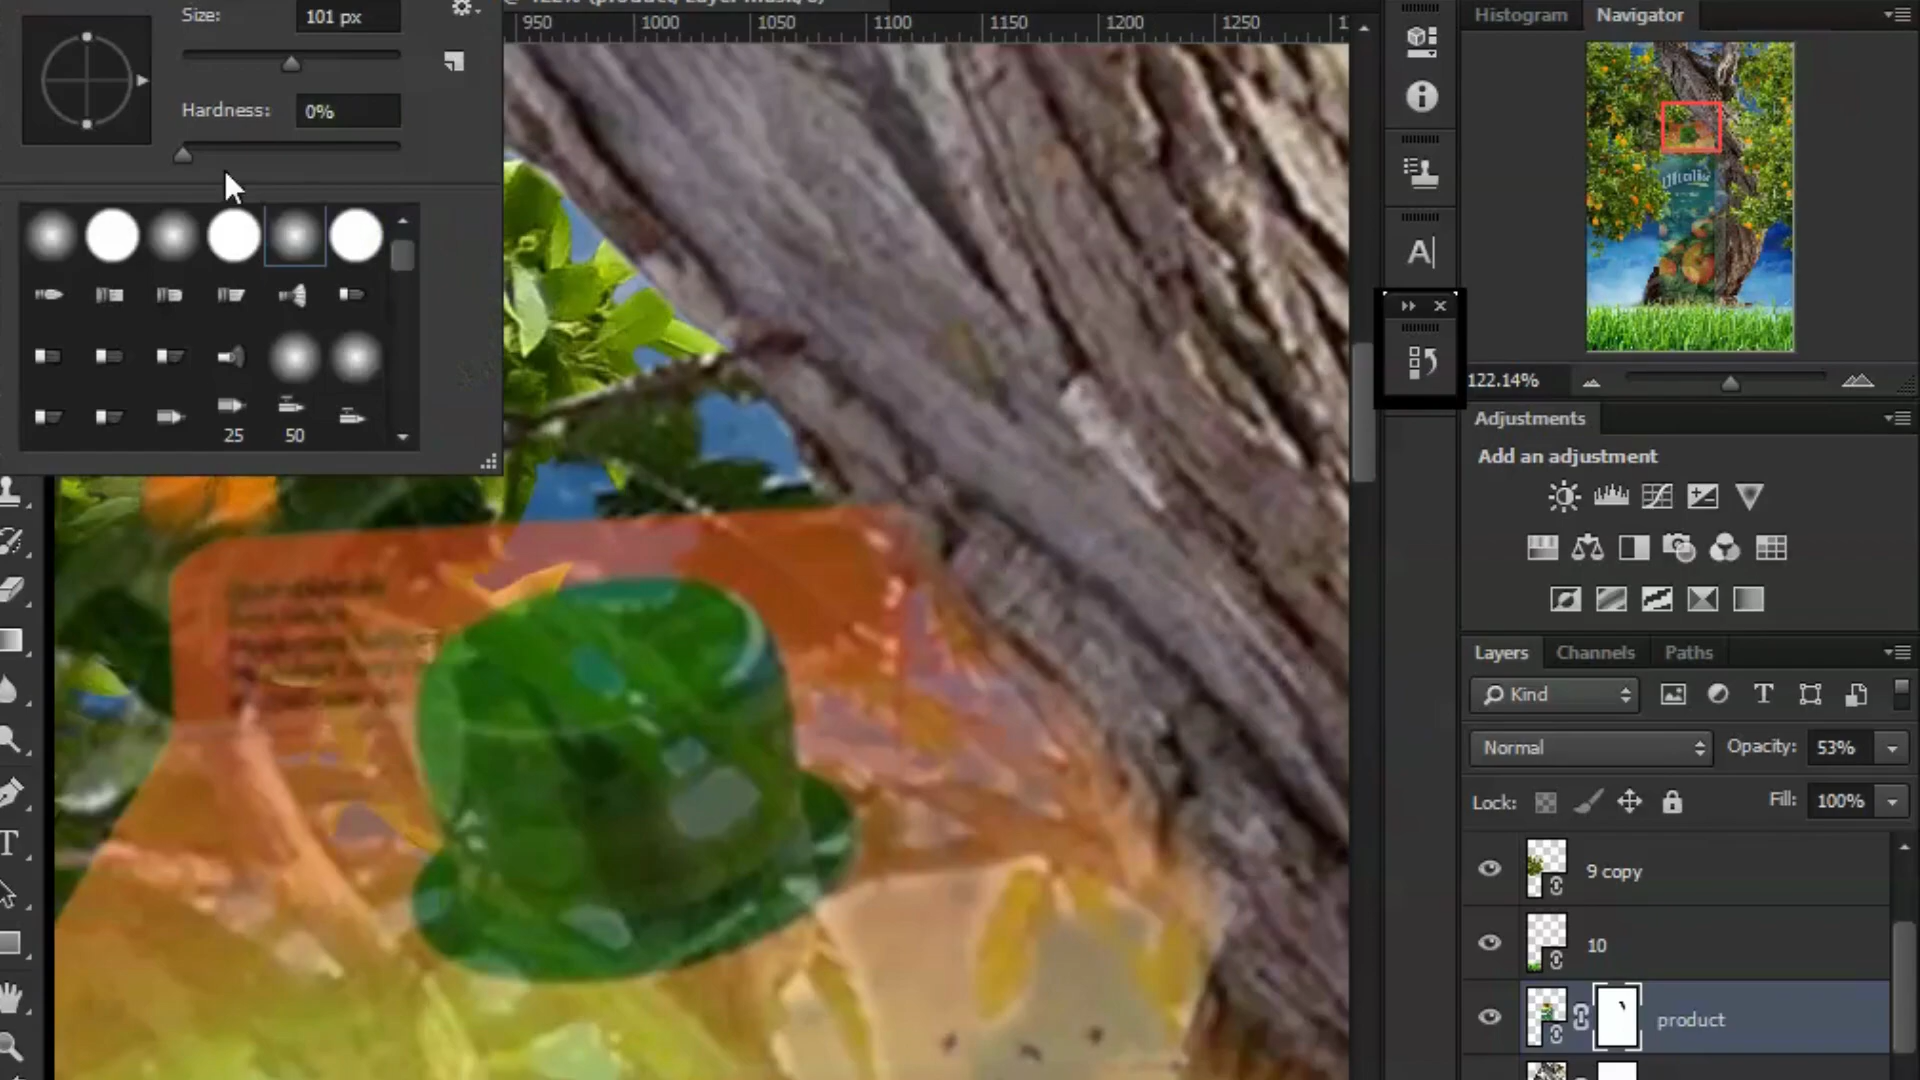 Size: 101 px
Hardness: 0%
25 50
950 1000 1050 1100 1150 1200 1250
A
Histogram Navigator
122.14%
Adjustments
Add an adjustment
Layers Channels Paths
Kind T
Normal Opacity: 53%
Lock: Fill: 100%
9 copy
10
product
T